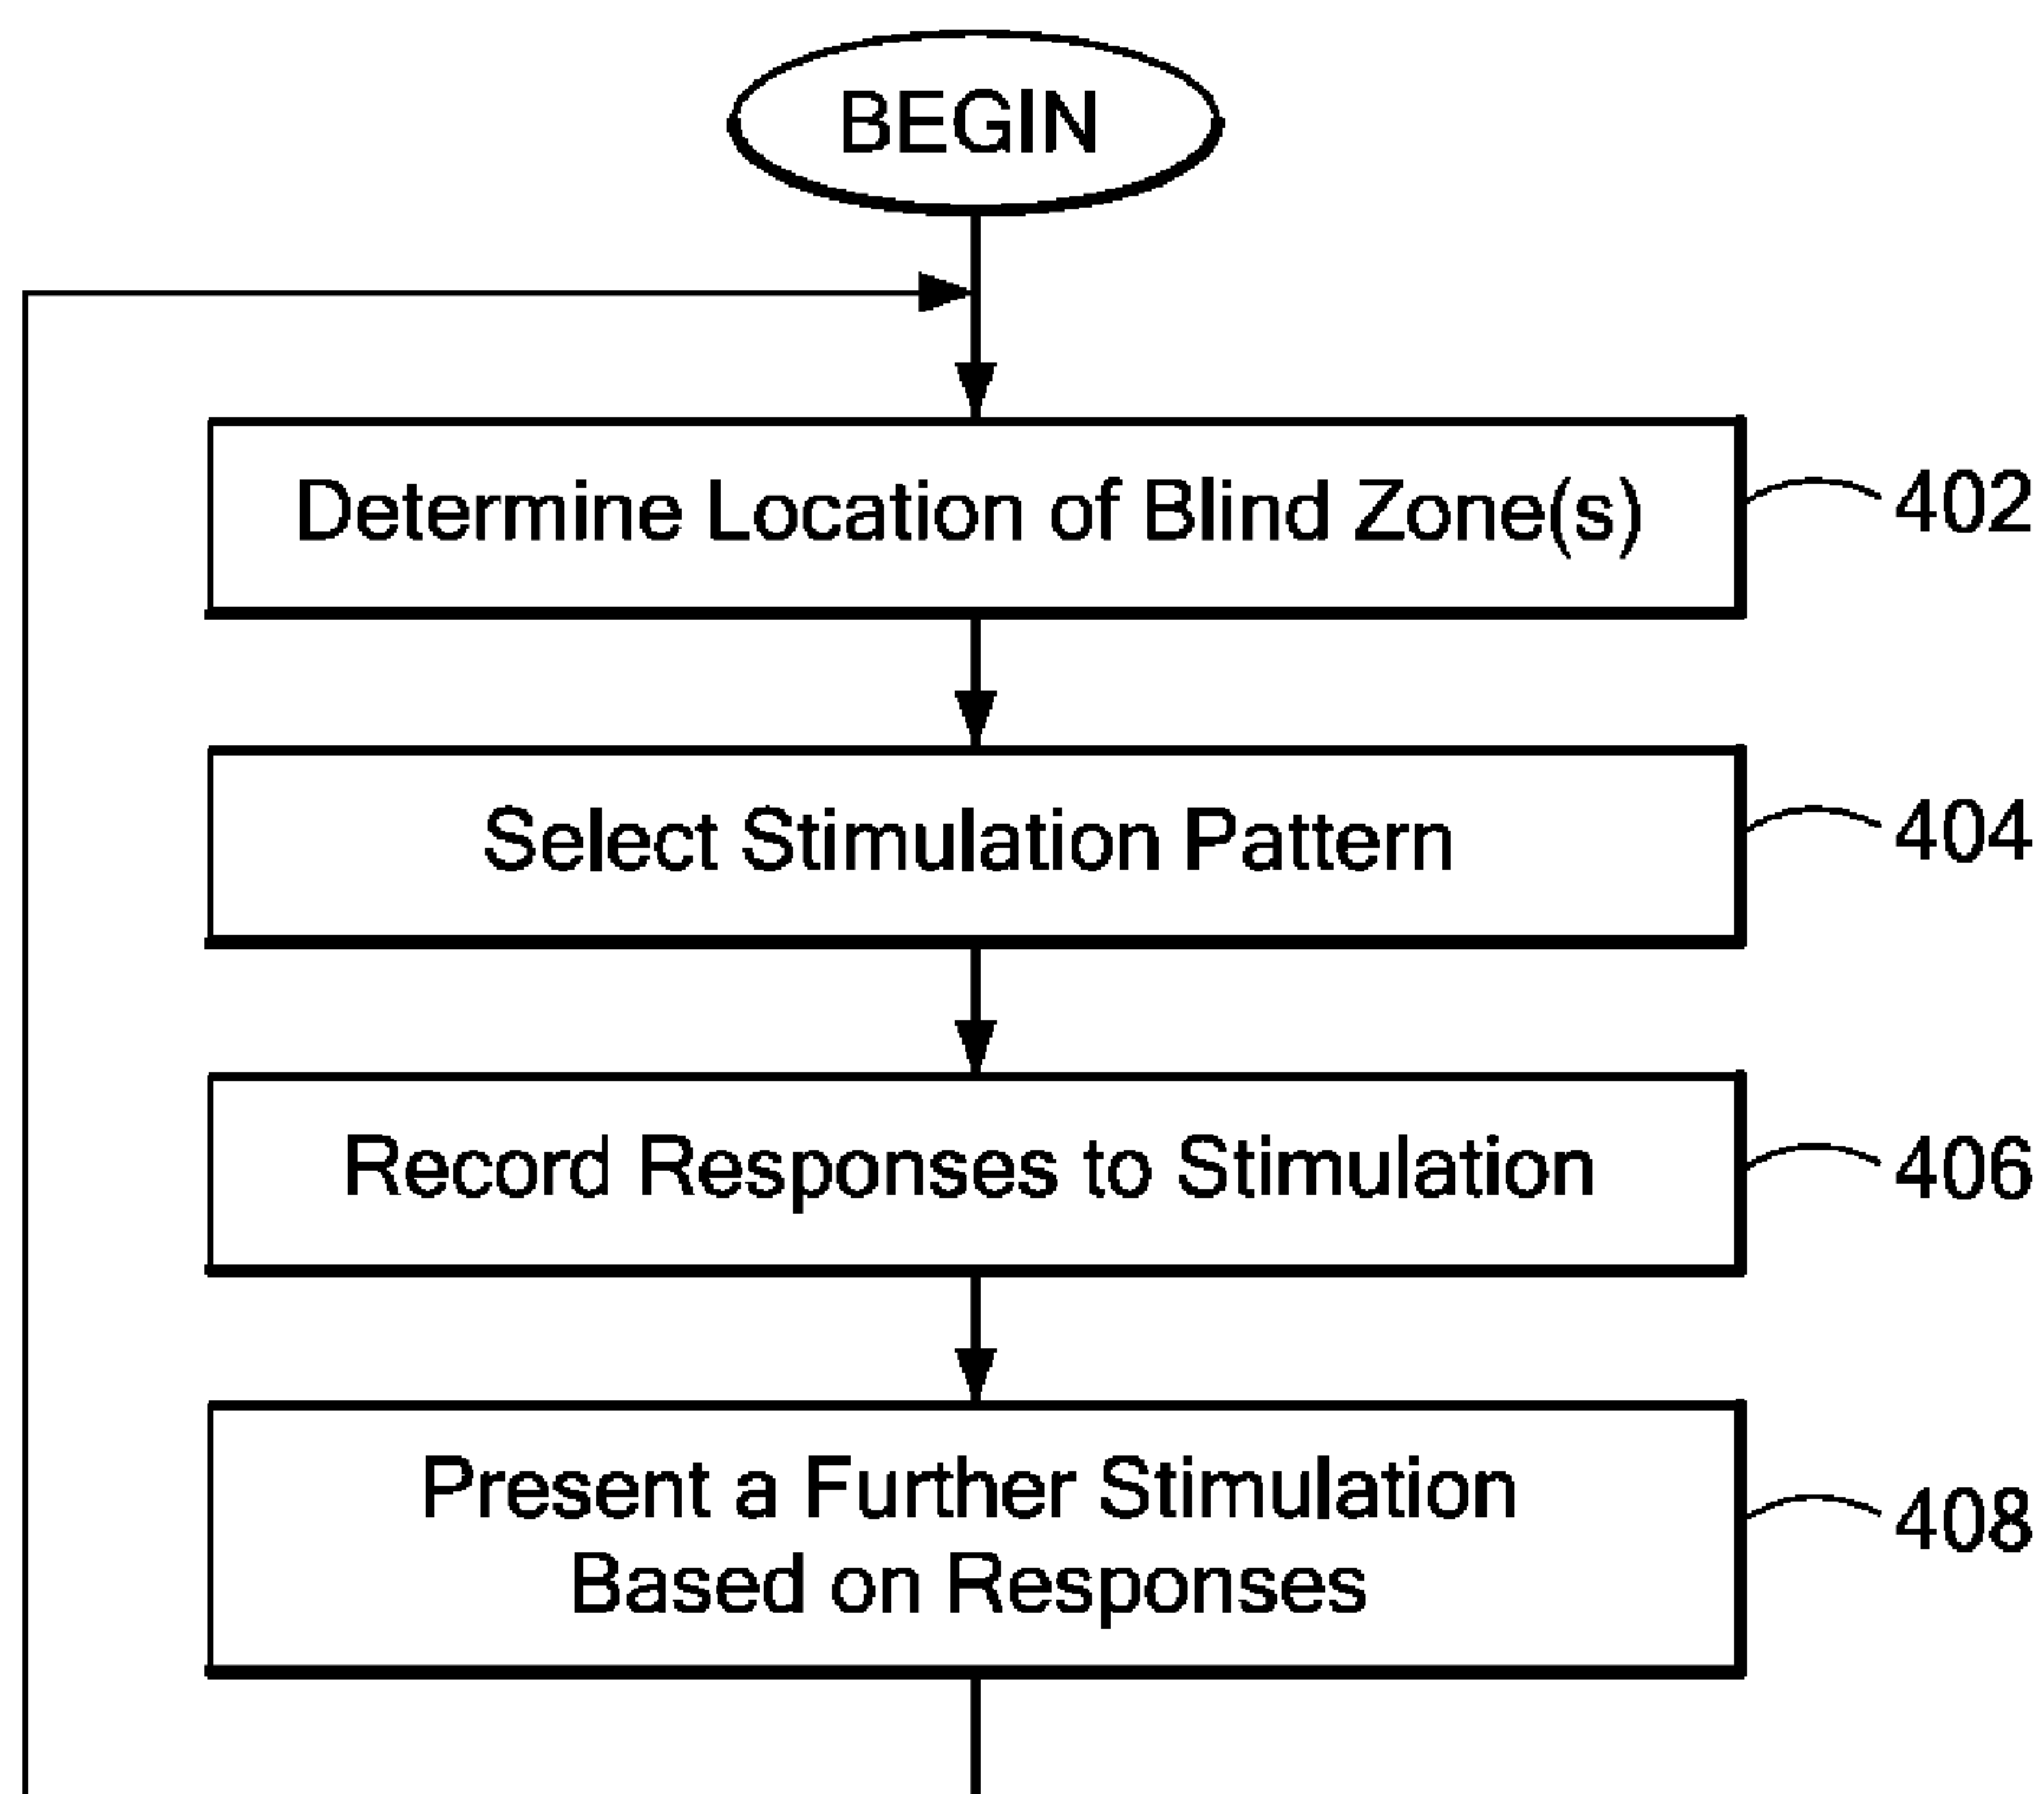 BEGIN
Determine Location of Blind Zone(s)
402
Select Stimulation Pattern
404
Record Responses to Stimulation
406
Present a Further Stimulation
Based on Responses
408